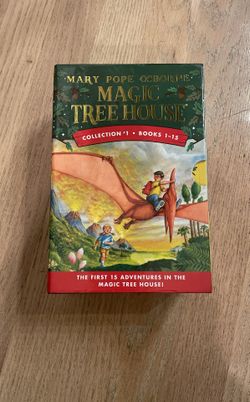 MARY POPE OSBORNE
MAGIC
TREE HOUSE
COLLECTION #1 • BOOKS 1–15
THE FIRST 15 ADVENTURES IN THE
MAGIC TREE HOUSE!